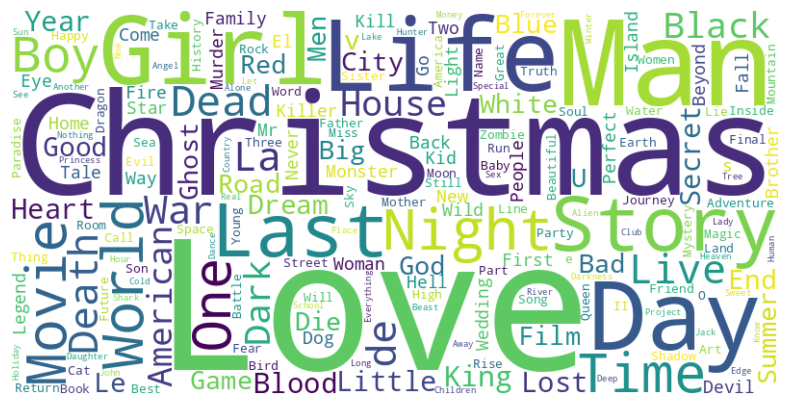 Christmas
Love
Man
Life
Girl
Day
Last
Story
Night
Movie
World
Time
One
Boy
Dead
House
La
War
Black
Live
Dark
Death
de
Blood
Little
King
Lost
Film
End
Bad
Secret
Summer
American
Heart
Good
Year
Red
City
Men
v
Blue
White
Big
Road
Dream
Ghost
Game
Le
Die
God
Devil
Legend
Family
Murder
Two
Kill
El
Eye
Come
Take
Happy
Sun
See
Rock
History
Angel
Let
Now
Another
Fire
Star
Killer
Alone
Word
Sister
Go
Light
America
Money
Forever
Lake
Hunter
Name
Special
Great
Truth
Winter
Island
Women
Beyond
Fall
Mountain
Home
Nothing
Princess
Dragon
Paradise
Evil
Tale
Sea
Way
Mr
Father
Miss
Three
Never
Back
Kid
Monster
Zombie
Run
Baby
Moon
Sex
Still
People
Beautiful
Soul
Water
Earth
Perfect
Lie
Inside
Final
U
s
Brother
Tree
Adventure
Journey
Country
Real
Sky
Mother
New
Wild
Line
Alien
Mystery
Magic
Lady
Land
Heaven
Human
Club
Party
Place
Young
Space
Dance
Room
Call
Thing
Hour
Future
Shark
Cold
Son
Street
Woman
Battle
Will
School
Everything
Hell
High
Part
First
e
Wedding
Song
River
Queen
II
Darkness
Friend
O
Sweet
Project
Jack
Shadow
Art
Know
Edge
Deep
Children
Rise
Beast
Away
Long
Dog
Fear
Bird
Daughter
John
Cat
Book
Best
Return
Holiday